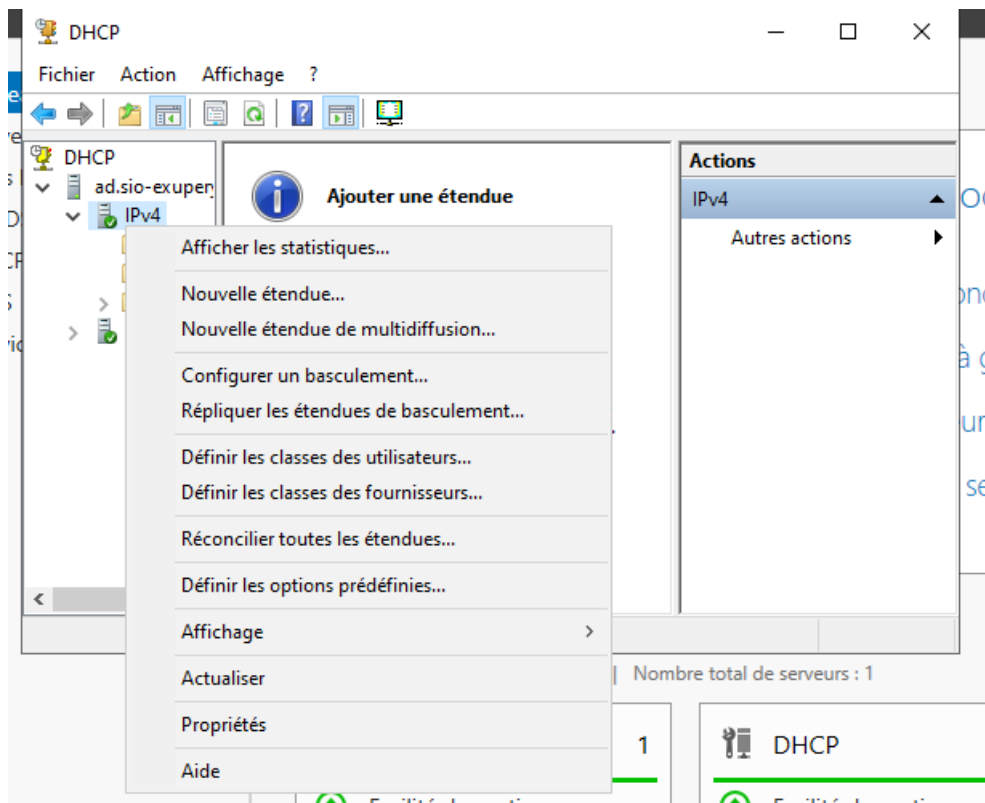 DHCP
Fichier Action Affichage ?
DHCP
ad.sio-exupery
IPv4
Ajouter une étendue
Actions
IPv4
Autres actions
Afficher les statistiques...
Nouvelle étendue...
Nouvelle étendue de multidiffusion...
Configurer un basculement...
Répliquer les étendues de basculement...
Définir les classes des utilisateurs...
Définir les classes des fournisseurs...
Réconcilier toutes les étendues...
Définir les options prédéfinies...
Affichage
Actualiser
Propriétés
Aide
| Nombre total de serveurs : 1
1
DHCP